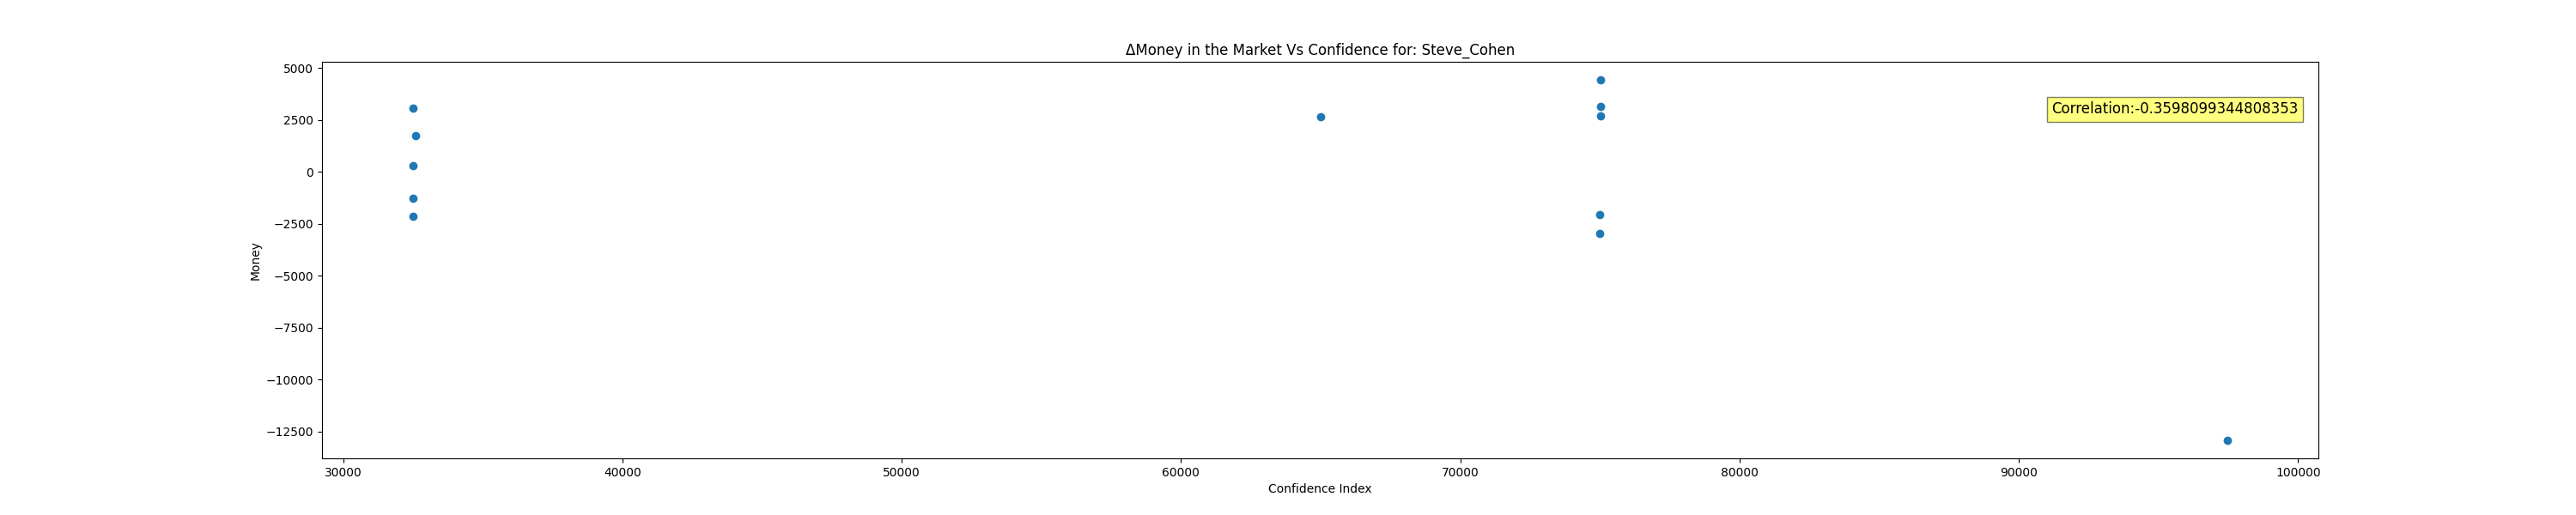 ΔMoney in the Market Vs Confidence for: Steve_Cohen
5000
2500
0
−2500
−5000
−7500
−10000
−12500
Money
Correlation:-0.3598099344808353
30000 40000 50000 60000 70000 80000 90000 100000
Confidence Index